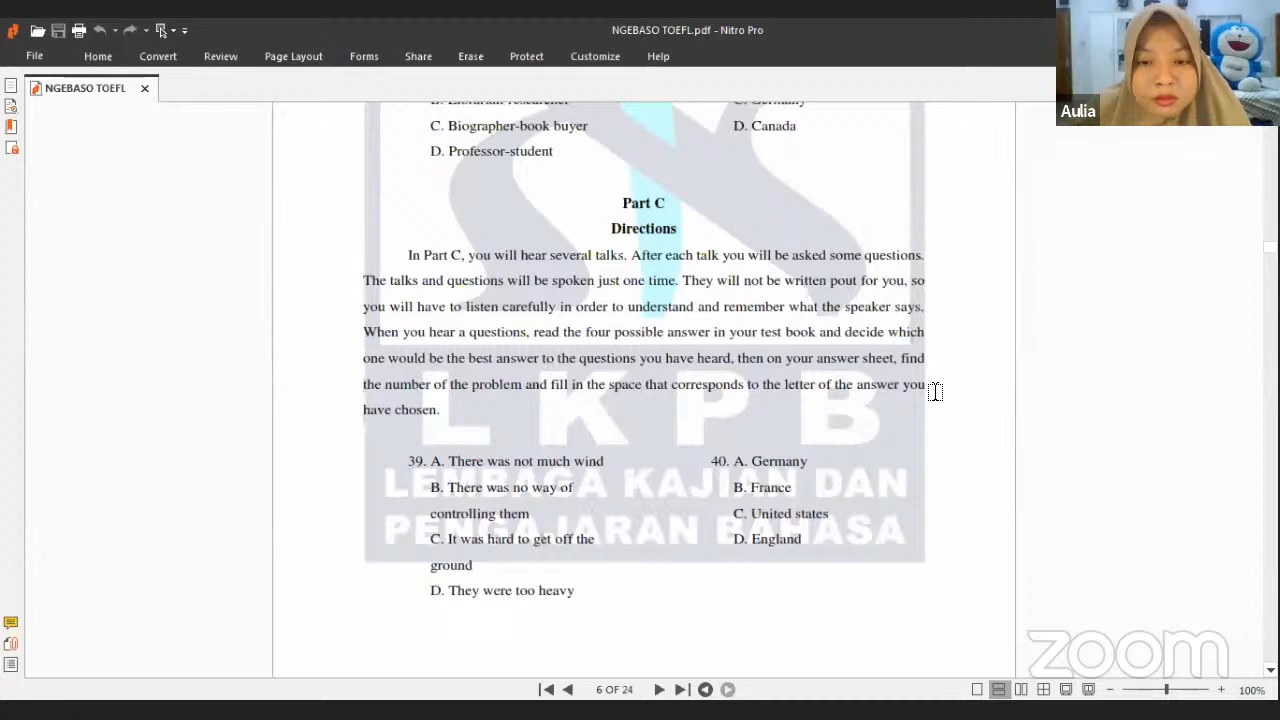 NGEBASO TOEFL.pdf - Nitro Pro
File Home Convert Review Page Layout Forms Share Erase Protect Customize Help
NGEBASO TOEFL
Aulia
C. Biographer-book buyer
D. Professor-student
D. Canada
Part C
Directions
In Part C, you will hear several talks. After each talk you will be asked some questions.
The talks and questions will be spoken just one time. They will not be written pout for you, so
you will have to listen carefully in order to understand and remember what the speaker says.
When you hear a questions, read the four possible answer in your test book and decide which
one would be the best answer to the questions you have heard, then on your answer sheet, find
the number of the problem and fill in the space that corresponds to the letter of the answer you
have chosen.
39. A. There was not much wind
B. There was no way of
controlling them
C. It was hard to get off the
ground
D. They were too heavy
40. A. Germany
B. France
C. United states
D. England
LKPB
LEMBAGA KAJIAN DAN
PENGAJARAN BAHASA
zoom
6 OF 24
100%